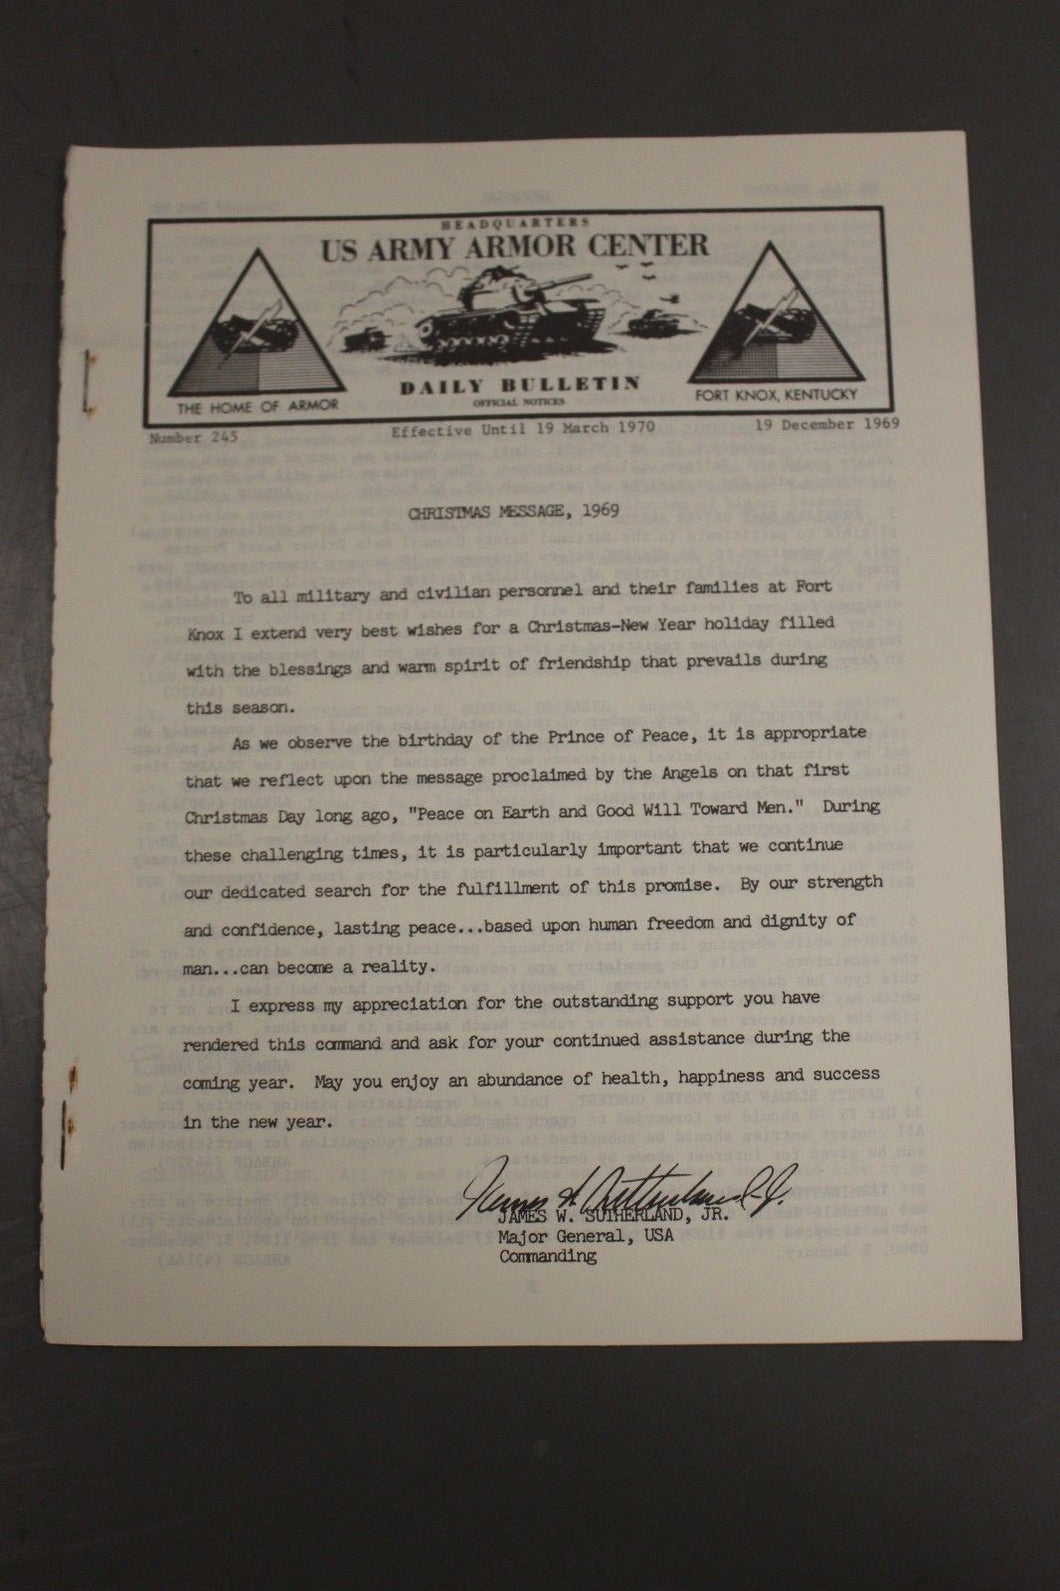 HEADQUARTERS
US ARMY ARMOR CENTER
DAILY BULLETIN
OFFICIAL NOTICES
THE HOME OF ARMOR
FORT KNOX, KENTUCKY
Number 245 Effective Until 19 March 1970 19 December 1969
CHRISTMAS MESSAGE, 1969
To all military and civilian personnel and their families at Fort
Knox I extend very best wishes for a Christmas-New Year holiday filled
with the blessings and warm spirit of friendship that prevails during
this season.
As we observe the birthday of the Prince of Peace, it is appropriate
that we reflect upon the message proclaimed by the Angels on that first
Christmas Day long ago, "Peace on Earth and Good Will Toward Men." During
these challenging times, it is particularly important that we continue
our dedicated search for the fulfillment of this promise. By our strength
and confidence, lasting peace...based upon human freedom and dignity of
man...can become a reality.
I express my appreciation for the outstanding support you have
rendered this command and ask for your continued assistance during the
coming year. May you enjoy an abundance of health, happiness and success
in the new year.
JAMES W. SUTHERLAND, JR.
Major General, USA
Commanding